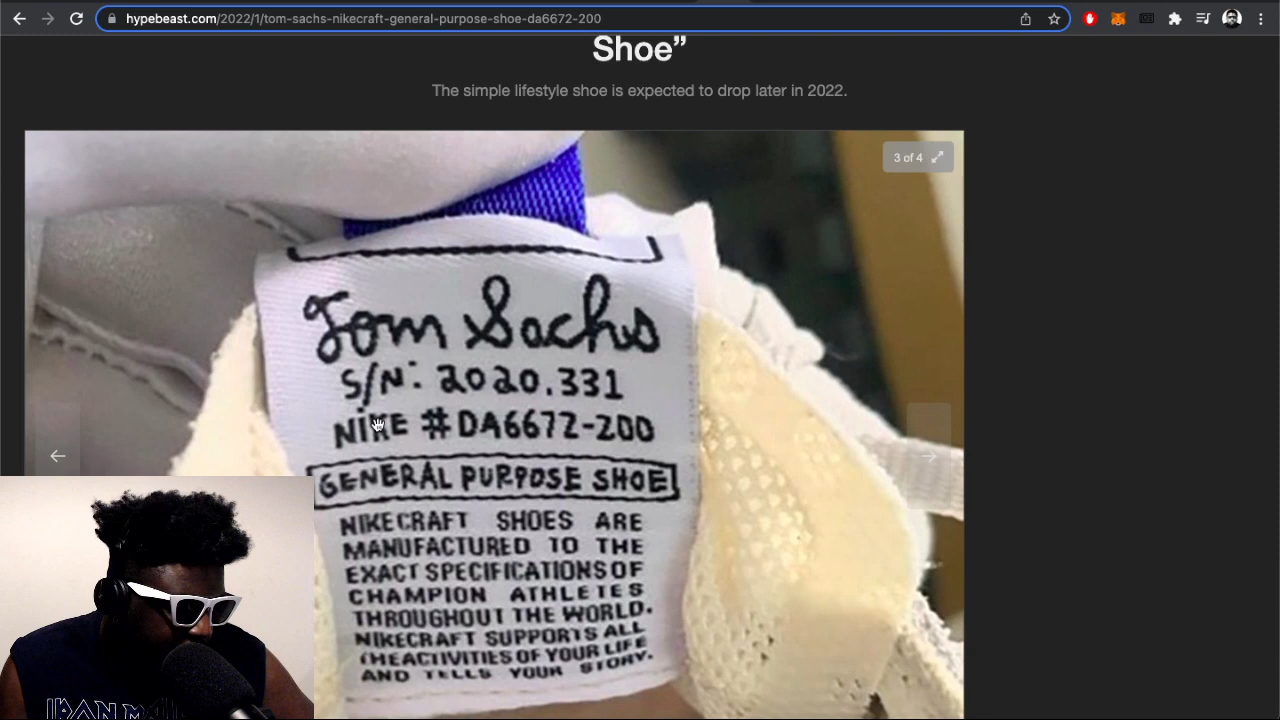 hypebeast.com/2022/1/tom-sachs-nikecraft-general-purpose-shoe-da6672-200
Shoe”
The simple lifestyle shoe is expected to drop later in 2022.
3 of 4
Tom Sachs
S/N: 2020.331
NIKE #DA6672-200
GENERAL PURPOSE SHOE
NIKECRAFT SHOES ARE
MANUFACTURED TO THE
EXACT SPECIFICATIONS OF
CHAMPION ATHLETES
THROUGHOUT THE WORLD.
NIKECRAFT SUPPORTS ALL
THE ACTIVITIES OF YOUR LIFE
AND TELLS YOUR STORY.
IRON MAI